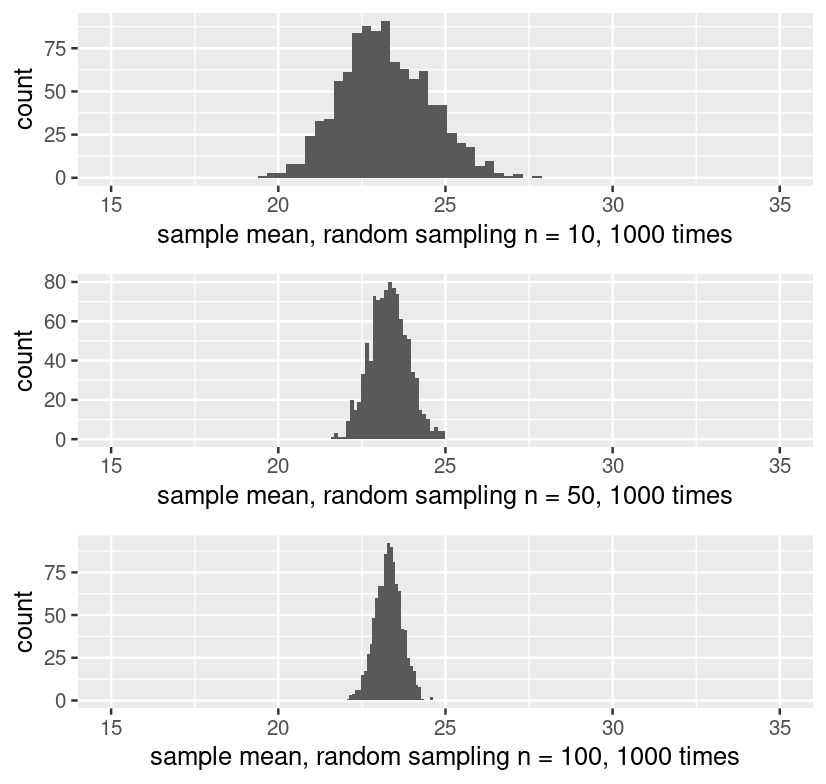 count
75
50
25
0
15 20 25 30 35
sample mean, random sampling n = 10, 1000 times
count
80
60
40
20
0
15 20 25 30 35
sample mean, random sampling n = 50, 1000 times
count
75
50
25
0
15 20 25 30 35
sample mean, random sampling n = 100, 1000 times